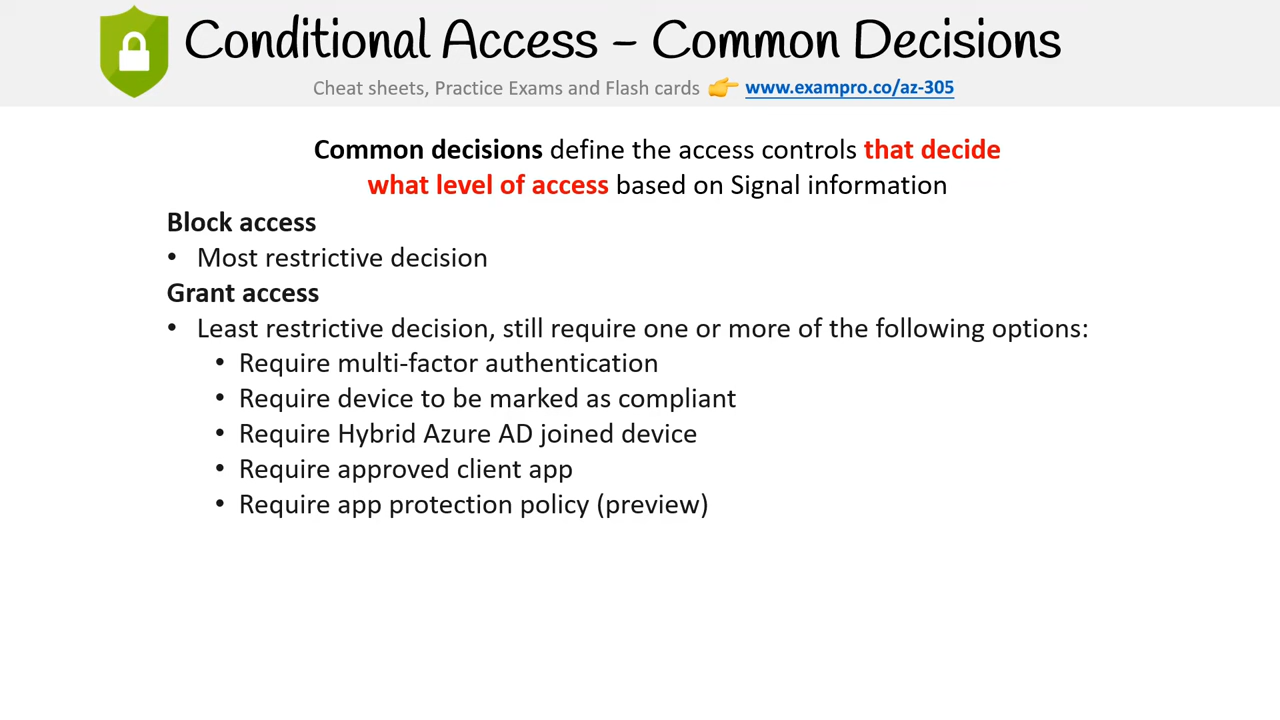 Conditional Access – Common Decisions
Cheat sheets, Practice Exams and Flash cards 👉 www.exampro.co/az-305
Common decisions define the access controls that decide
what level of access based on Signal information
Block access
• Most restrictive decision
Grant access
• Least restrictive decision, still require one or more of the following options:
• Require multi-factor authentication
• Require device to be marked as compliant
• Require Hybrid Azure AD joined device
• Require approved client app
• Require app protection policy (preview)